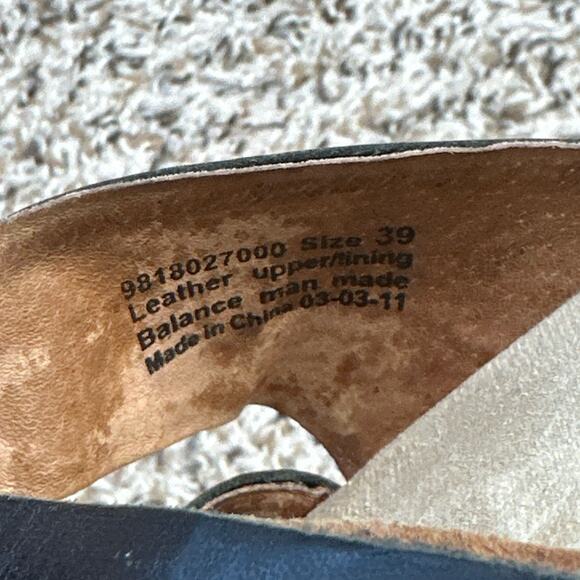 9818027000 Size 39
Leather upper/lining
Balance man made
Made in China 03-03-11